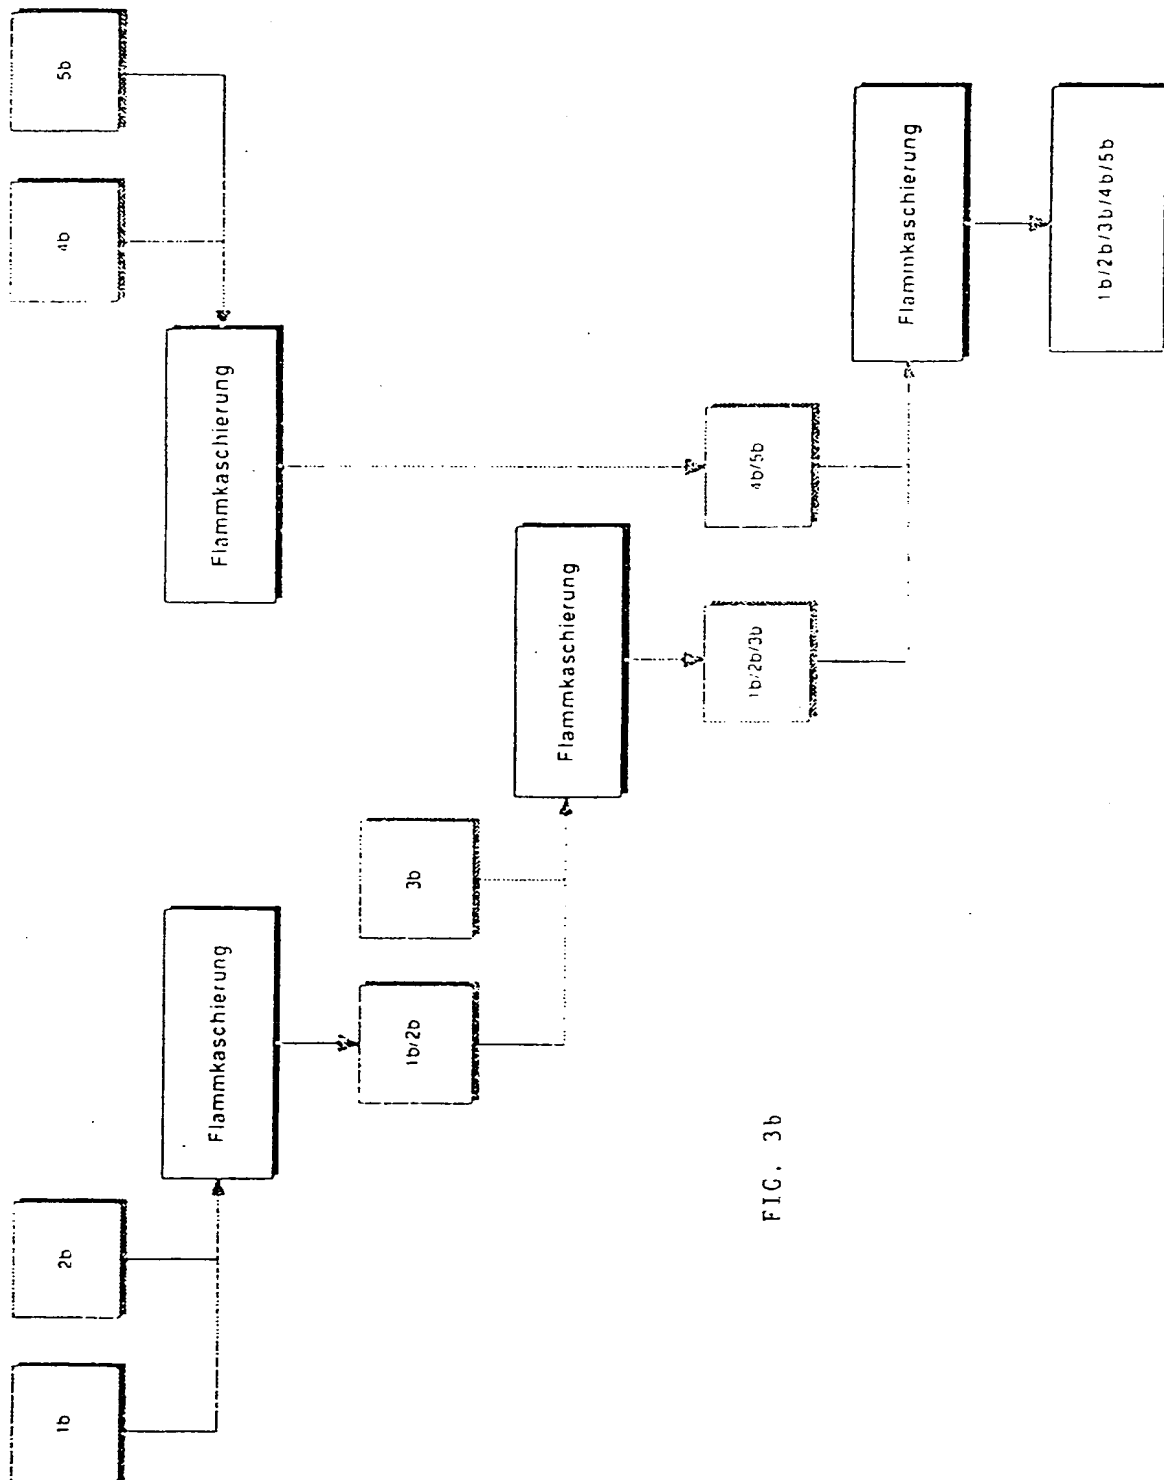 1b
2b
4b
5b
Flammkaschierung
Flammkaschierung
1b/2b
3b
Flammkaschierung
1b/2b/3b
4b/5b
Flammkaschierung
1b/2b/3b/4b/5b
FIG. 3b